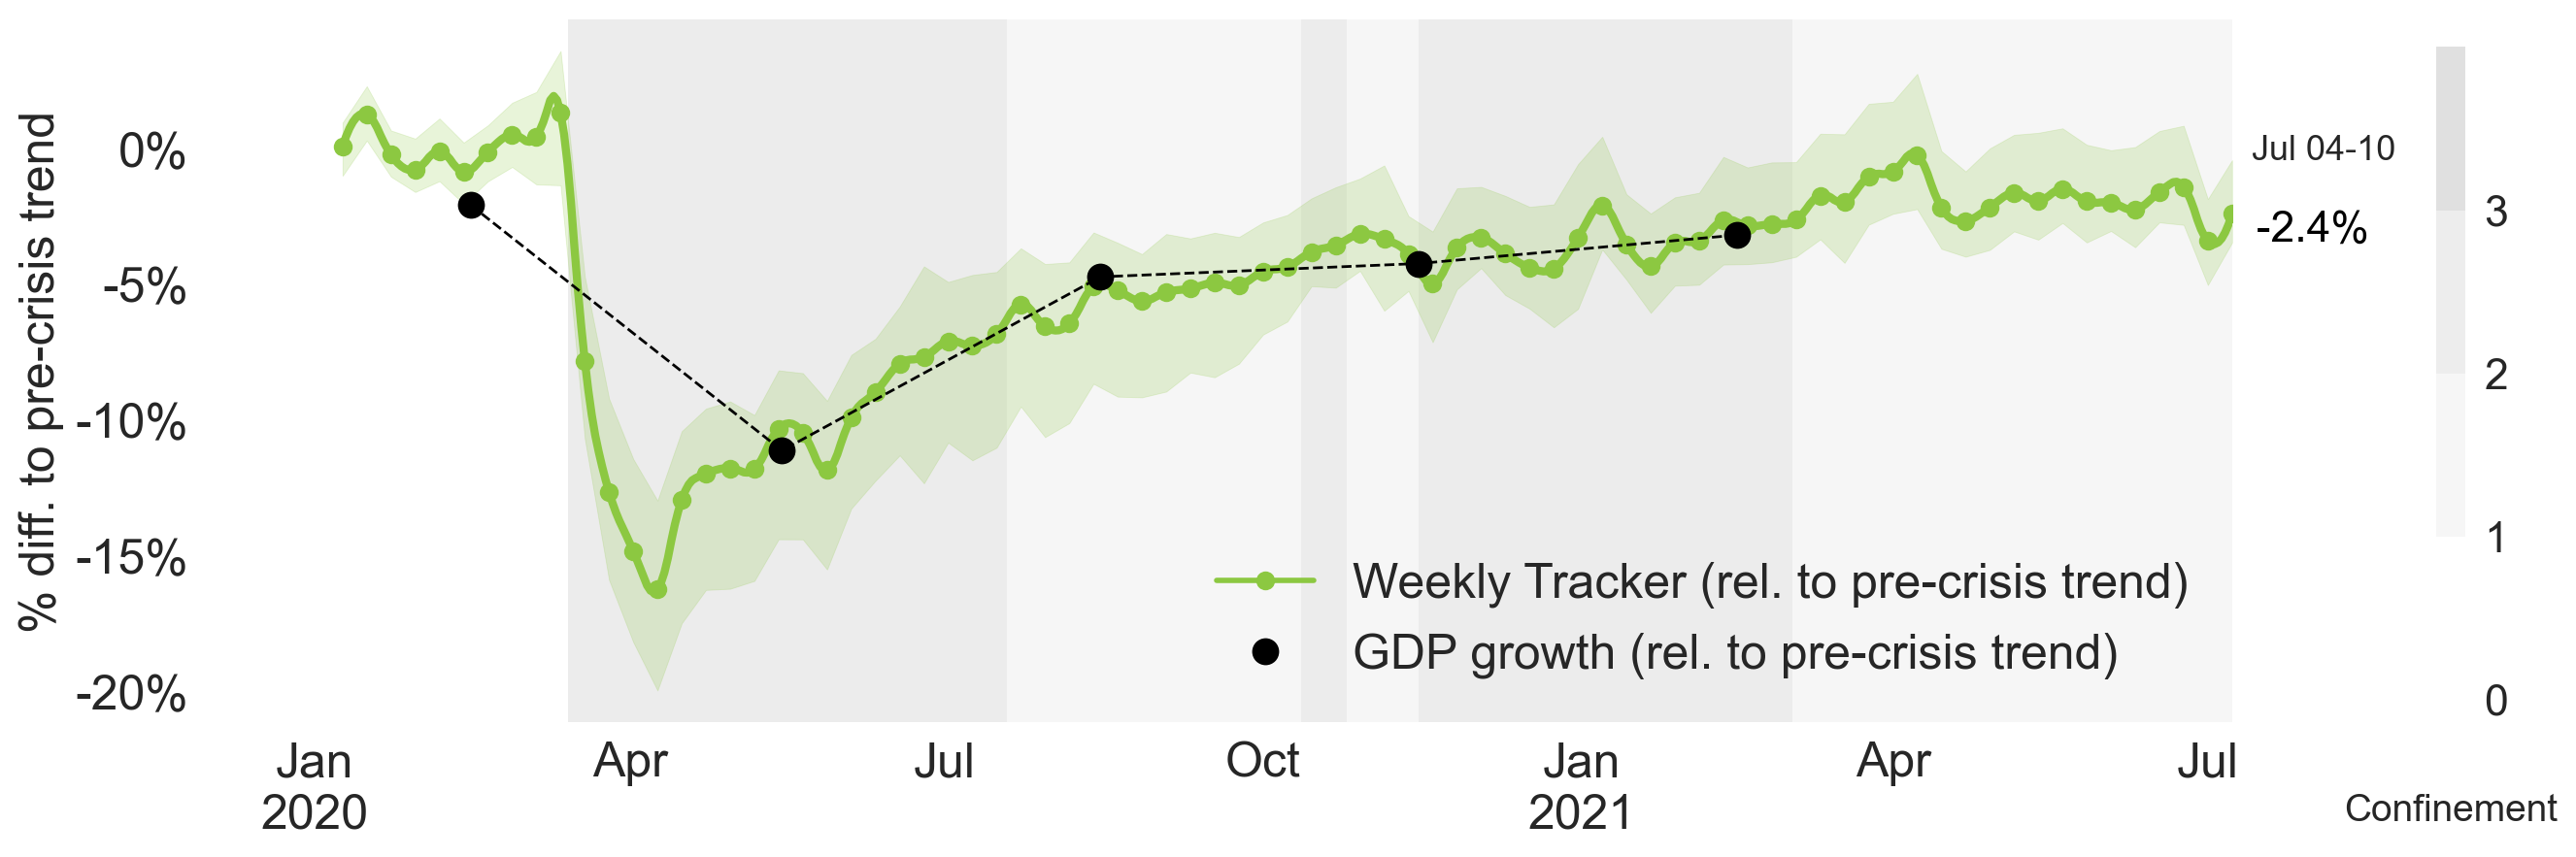 % diff. to pre-crisis trend
0%
-5%
-10%
-15%
-20%
Jan
2020
Apr
Jul
Oct
Jan
2021
Apr
Jul
Weekly Tracker (rel. to pre-crisis trend)
GDP growth (rel. to pre-crisis trend)
Jul 04-10
-2.4%
3
2
1
0
Confinement